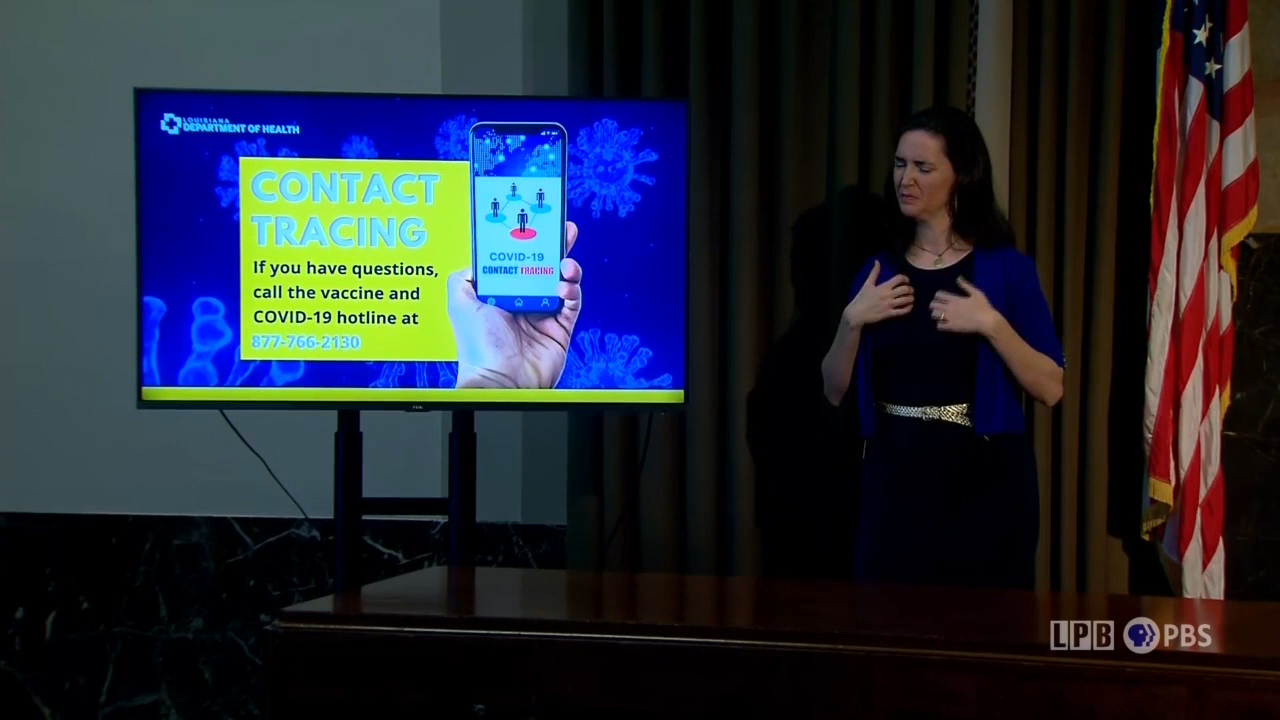 LOUISIANA
DEPARTMENT OF HEALTH
CONTACT
TRACING
If you have questions,
call the vaccine and
COVID-19 hotline at
877-766-2130
COVID-19
CONTACT TRACING
TCL
LPB PBS